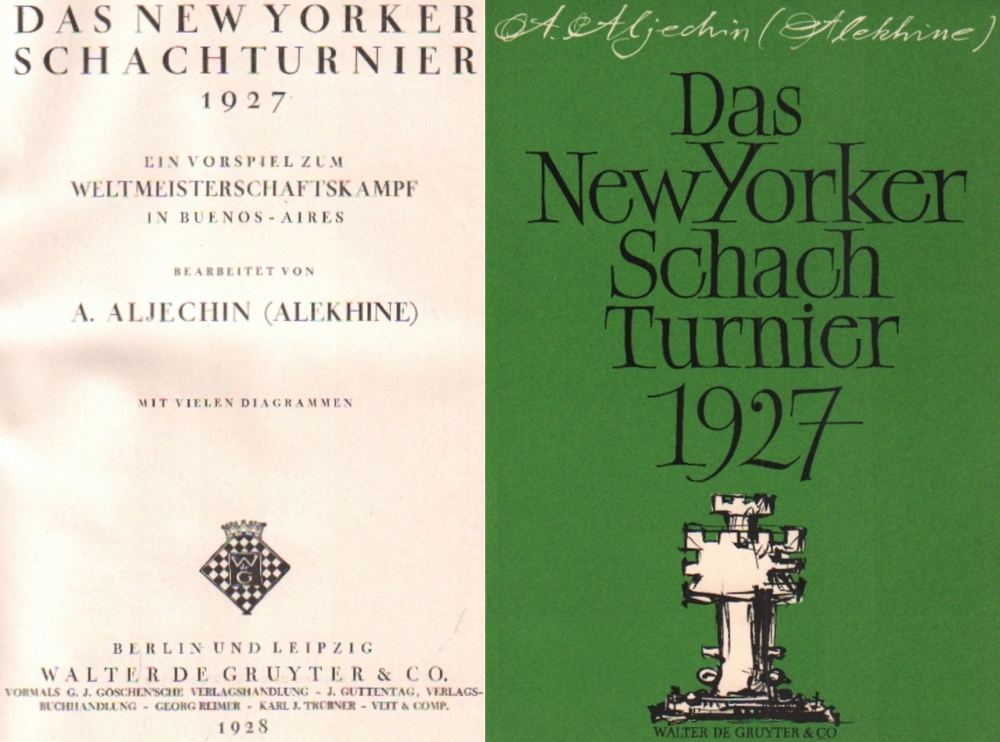 DAS NEW YORKER
SCHACHTURNIER
1927
EIN VORSPIEL ZUM
WELTMEISTERSCHAFTSKAMPF
IN BUENOS-AIRES
BEARBEITET VON
A. ALJECHIN (ALEKHINE)
MIT VIELEN DIAGRAMMEN
W
G
BERLIN UND LEIPZIG
WALTER DE GRUYTER & CO.
VORMALS G. J. GÖSCHEN'SCHE VERLAGSHANDLUNG – J. GUTTENTAG, VERLAGS-
BUCHHANDLUNG – GEORG REIMER – KARL J. TRÜBNER – VEIT & COMP.
1928
A. Aljechin (Alekhine)
Das
New Yorker
Schach
Turnier
1927
WALTER DE GRUYTER & CO